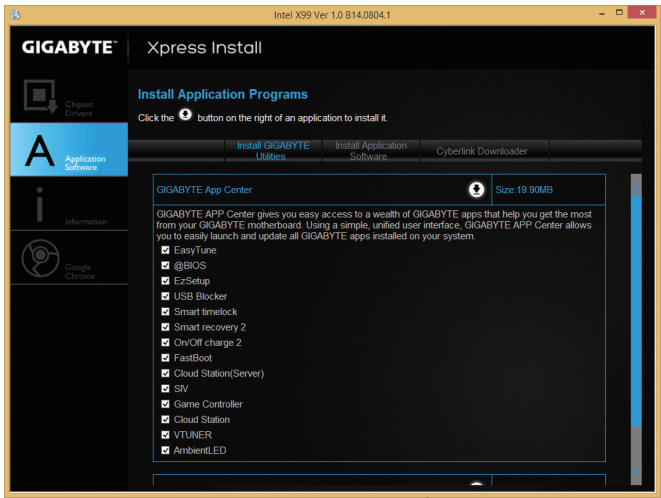 Intel X99 Ver 1.0 B14.0804.1
GIGABYTE™
Xpress Install
Chipset
Drivers
Application
Software
Information
Google
Chrome
Install Application Programs
Click the button on the right of an application to install it.
Install GIGABYTE
Utilities
Install Application
Software
Cyberlink Downloader
GIGABYTE App Center
Size:19.90MB
GIGABYTE APP Center gives you easy access to a wealth of GIGABYTE apps that help you get the most
from your GIGABYTE motherboard. Using a simple, unified user interface, GIGABYTE APP Center allows
you to easily launch and update all GIGABYTE apps installed on your system.
EasyTune
@BIOS
EzSetup
USB Blocker
Smart timelock
Smart recovery 2
On/Off charge 2
FastBoot
Cloud Station(Server)
SIV
Game Controller
Cloud Station
VTUNER
AmbientLED